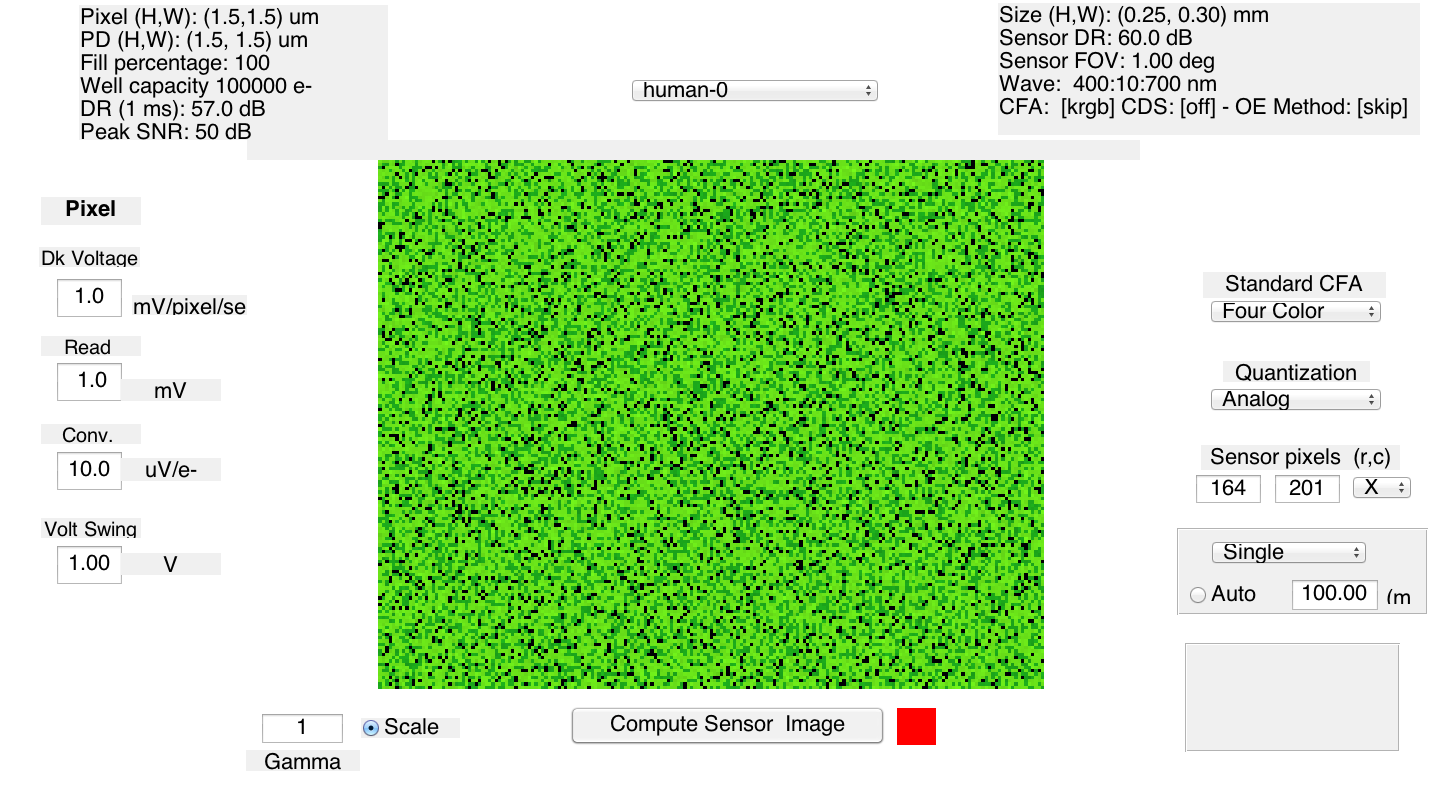 Pixel (H,W): (1.5,1.5) um
PD (H,W): (1.5, 1.5) um
Fill percentage: 100
Well capacity 100000 e-
DR (1 ms): 57.0 dB
Peak SNR: 50 dB
human-0
Size (H,W): (0.25, 0.30) mm
Sensor DR: 60.0 dB
Sensor FOV: 1.00 deg
Wave: 400:10:700 nm
CFA: [krgb] CDS: [off] - OE Method: [skip]
Pixel
Dk Voltage
1.0 mV/pixel/se
Read
1.0 mV
Conv.
10.0 uV/e-
Volt Swing
1.00 V
Standard CFA
Four Color
Quantization
Analog
Sensor pixels (r,c)
164 201 X
Single
Auto 100.00 (m
1 Scale
Gamma
Compute Sensor Image